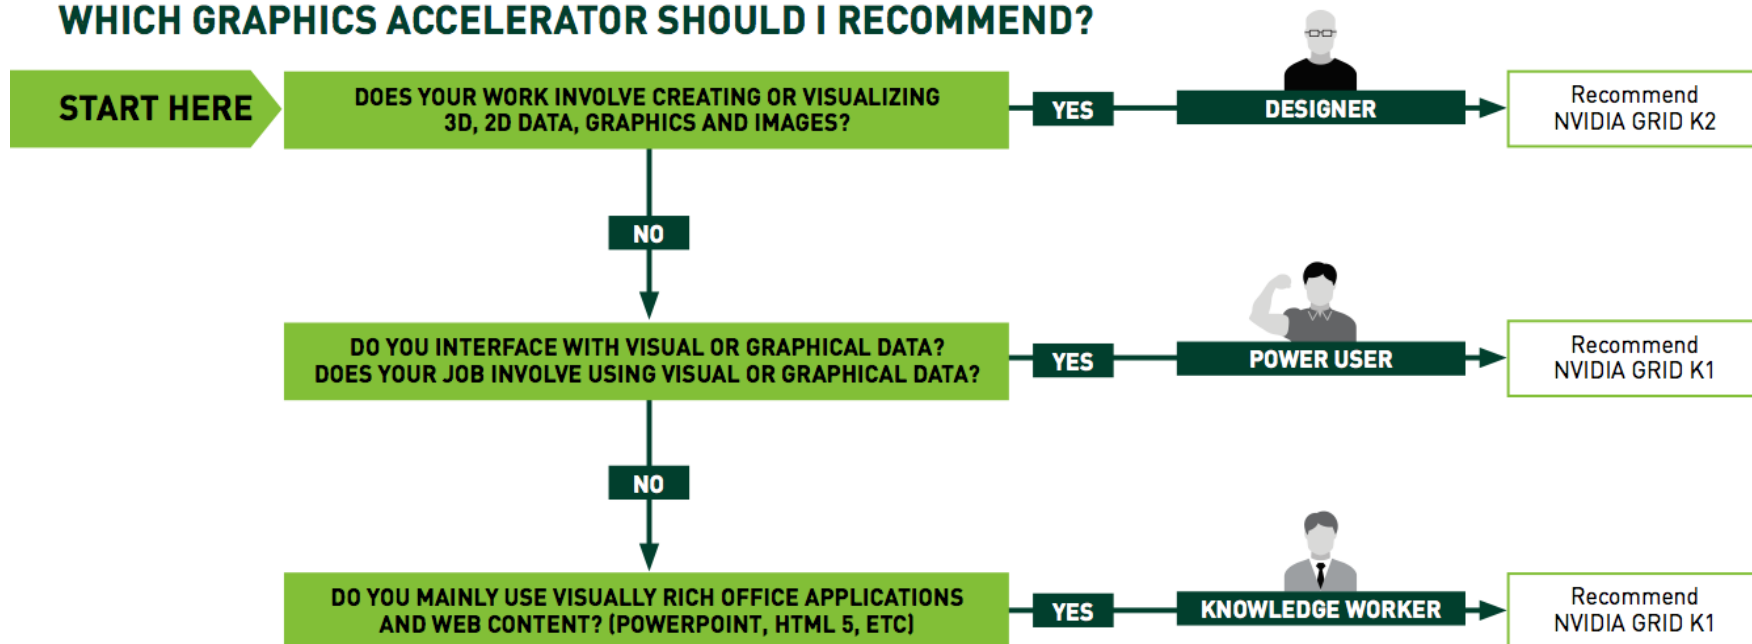 WHICH GRAPHICS ACCELERATOR SHOULD I RECOMMEND?
START HERE
DOES YOUR WORK INVOLVE CREATING OR VISUALIZING
3D, 2D DATA, GRAPHICS AND IMAGES?
YES
DESIGNER
Recommend
NVIDIA GRID K2
NO
DO YOU INTERFACE WITH VISUAL OR GRAPHICAL DATA?
DOES YOUR JOB INVOLVE USING VISUAL OR GRAPHICAL DATA?
YES
POWER USER
Recommend
NVIDIA GRID K1
NO
DO YOU MAINLY USE VISUALLY RICH OFFICE APPLICATIONS
AND WEB CONTENT? (POWERPOINT, HTML 5, ETC)
YES
KNOWLEDGE WORKER
Recommend
NVIDIA GRID K1